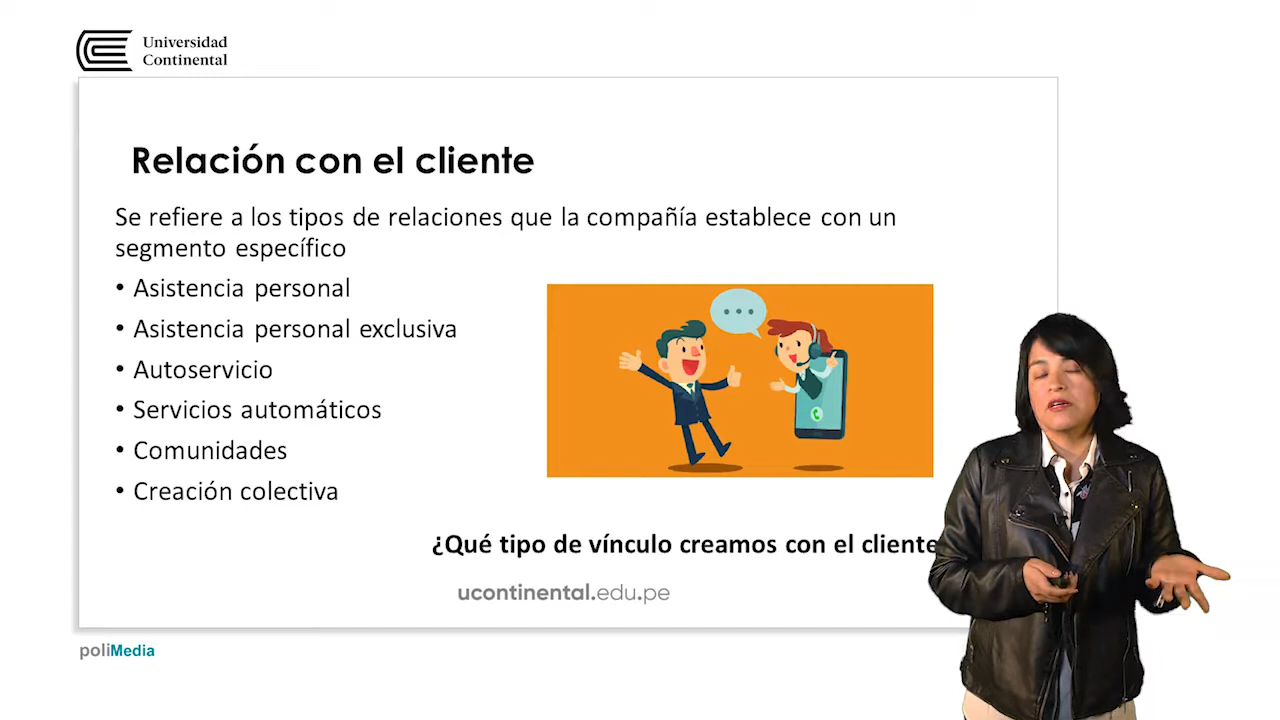 Universidad
Continental
Relación con el cliente
Se refiere a los tipos de relaciones que la compañía establece con un
segmento específico
• Asistencia personal
• Asistencia personal exclusiva
• Autoservicio
• Servicios automáticos
• Comunidades
• Creación colectiva
¿Qué tipo de vínculo creamos con el cliente
ucontinental.edu.pe
poliMedia